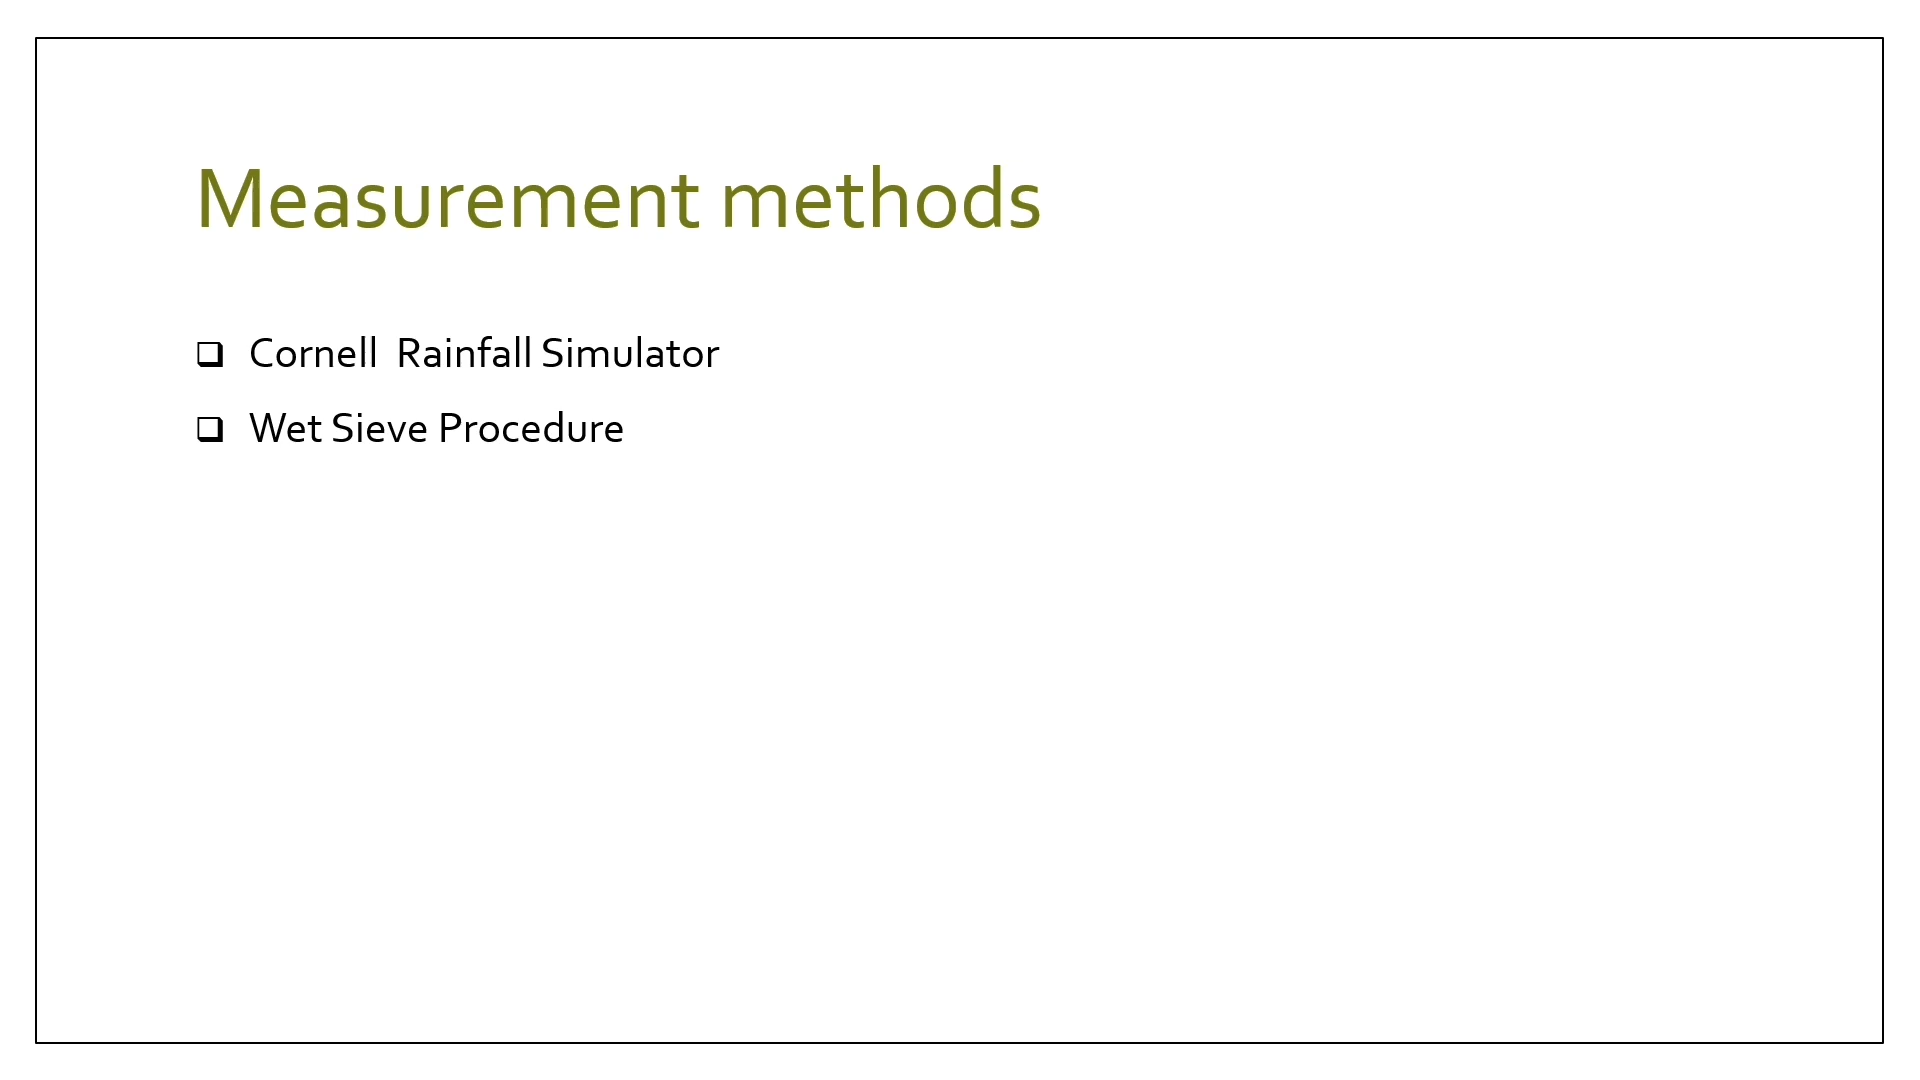 Measurement methods
❑ Cornell  Rainfall Simulator
❑ Wet Sieve Procedure